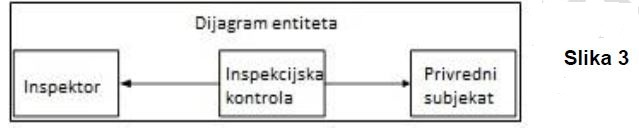 Dijagram entiteta
Inspektor
Inspekcijska
kontrola
Privredni
subjekat
Slika 3